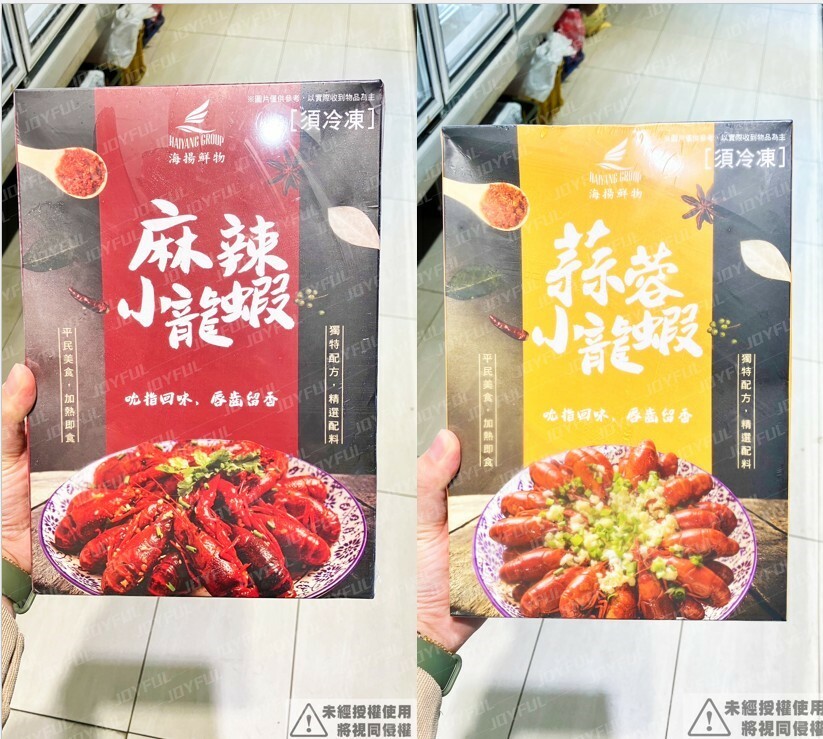 ※圖片僅供參考，以實際收到物品為主
[須冷凍]
HAIYANG GROUP
海揚鮮物
麻辣
小龍蝦
平民美食，加熱即食
獨特配方，精選配料
吮指回味，唇齒留香
※圖片僅供參考，以實際收到物品為主
[須冷凍]
HAIYANG GROUP
海揚鮮物
蒜蓉
小龍蝦
平民美食，加熱即食
獨特配方，精選配料
吮指回味，唇齒留香
JOYFUL
未經授權使用
將視同侵權
未經授權使用
將視同侵權